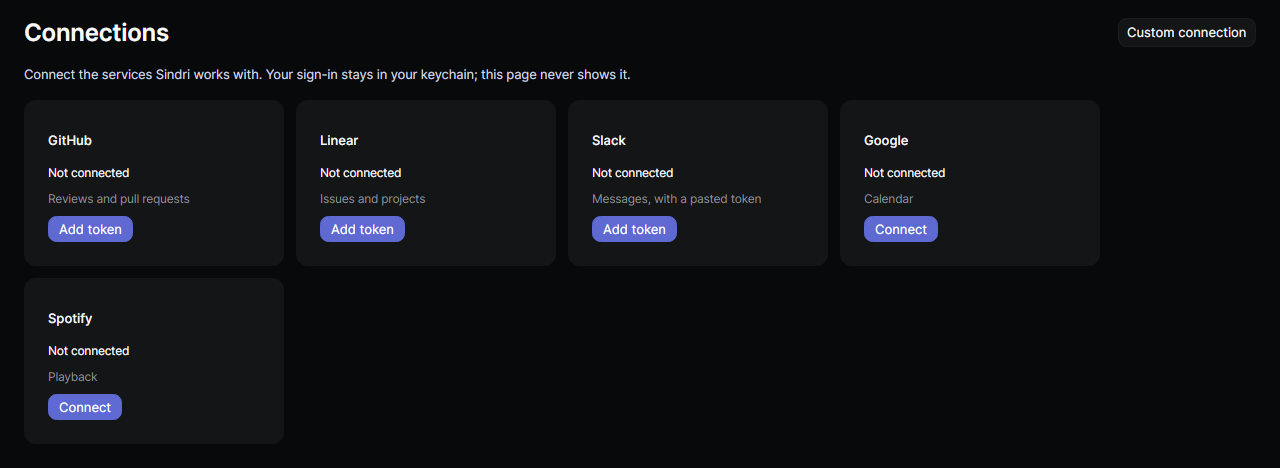 Connections
Custom connection
Connect the services Sindri works with. Your sign-in stays in your keychain; this page never shows it.
GitHub
Not connected
Reviews and pull requests
Add token
Linear
Not connected
Issues and projects
Add token
Slack
Not connected
Messages, with a pasted token
Add token
Google
Not connected
Calendar
Connect
Spotify
Not connected
Playback
Connect